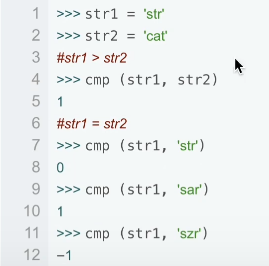 1 >>> str1 = 'str'
2 >>> str2 = 'cat'
3 #str1 > str2
4 >>> cmp (str1, str2)
5 1
6 #str1 = str2
7 >>> cmp (str1, 'str')
8 0
9 >>> cmp (str1, 'sar')
10 1
11 >>> cmp (str1, 'szr')
12 −1